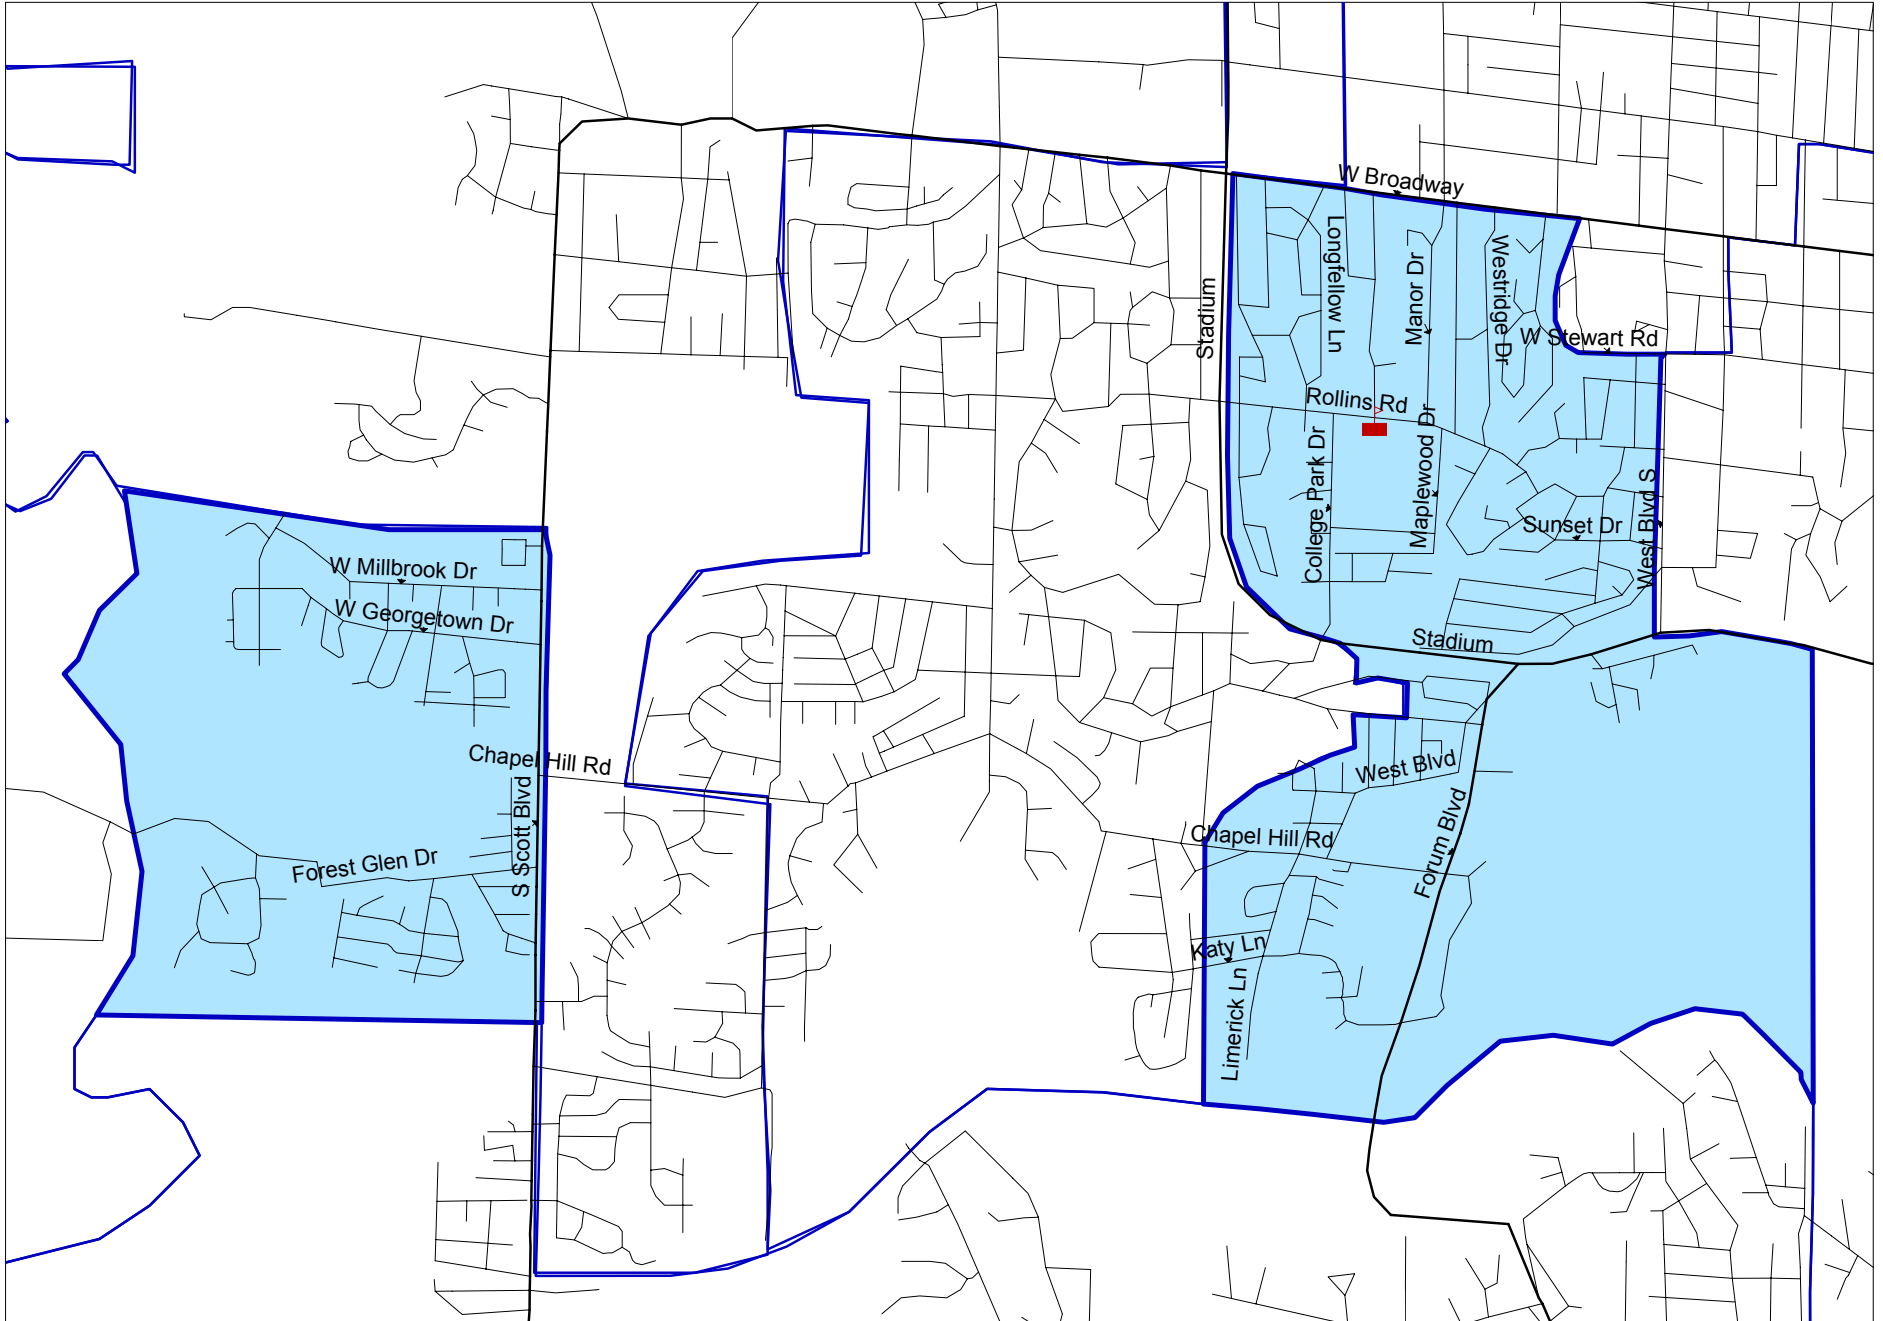 W Broadway
Longfellow Ln
Manor Dr
Westridge Dr
Stadium
W Stewart Rd
Rollins Rd
College Park Dr
Maplewood Dr
Sunset Dr
West Blvd S
W Millbrook Dr
W Georgetown Dr
Stadium
Chapel Hill Rd
West Blvd
S Scott Blvd
Chapel Hill Rd
Forum Blvd
Forest Glen Dr
Katy Ln
Limerick Ln